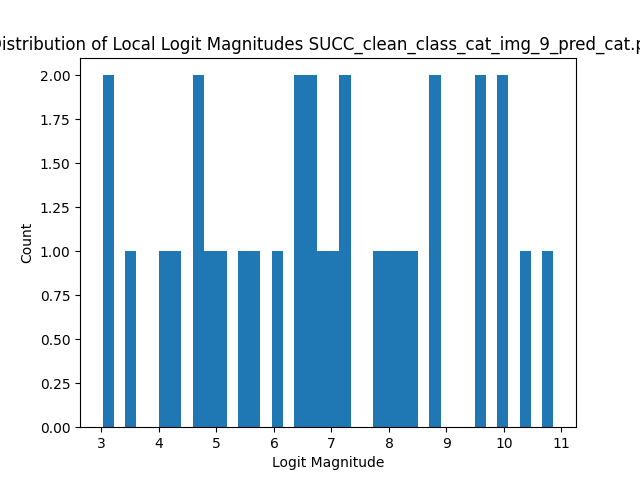 istribution of Local Logit Magnitudes SUCC_clean_class_cat_img_9_pred_cat.p
2.00
1.75
1.50
1.25
1.00
0.75
0.50
0.25
0.00
Count
3 4 5 6 7 8 9 10 11
Logit Magnitude